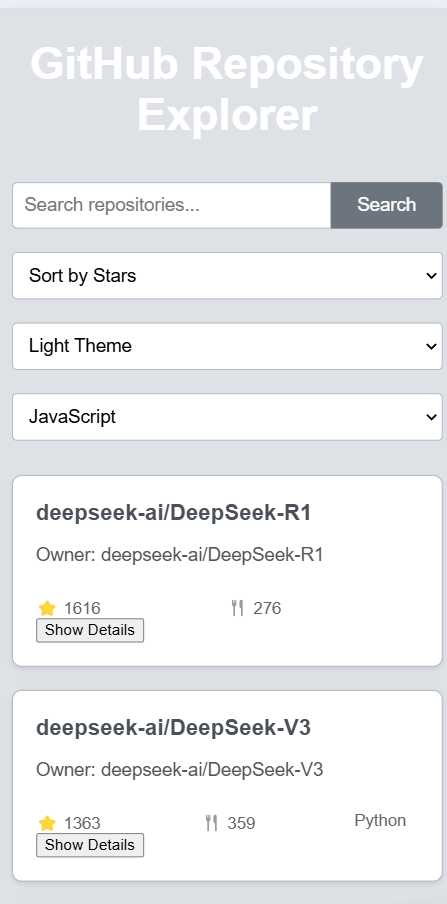 GitHub Repository
Explorer
Search repositories...
Search
Sort by Stars
Light Theme
JavaScript
deepseek-ai/DeepSeek-R1
Owner: deepseek-ai/DeepSeek-R1
1616 276
Show Details
deepseek-ai/DeepSeek-V3
Owner: deepseek-ai/DeepSeek-V3
1363 359 Python
Show Details